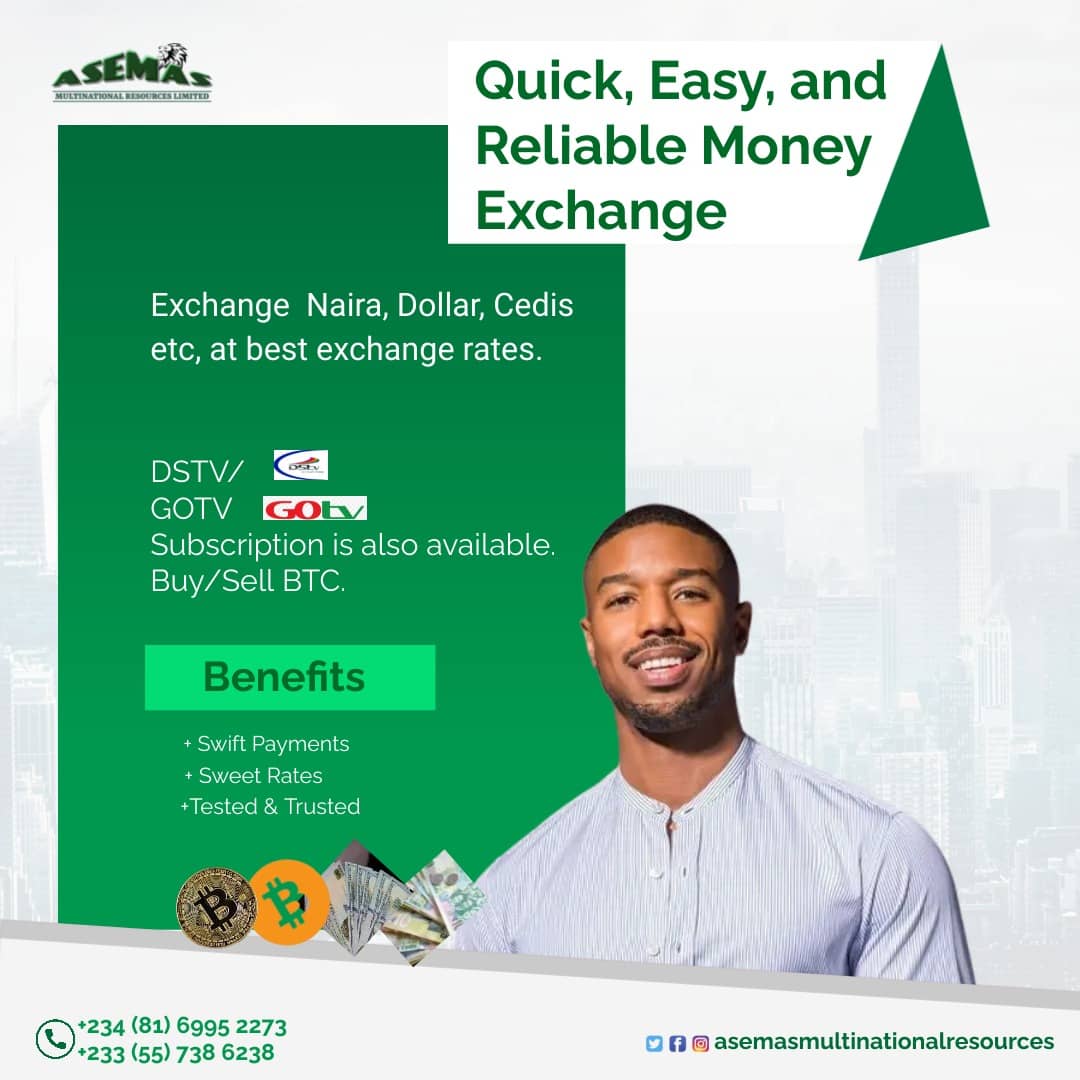 ASEMAS
MULTINATIONAL RESOURCES LIMITED
Quick, Easy, and
Reliable Money
Exchange
Exchange Naira, Dollar, Cedis
etc, at best exchange rates.
DSTV/ DStv
GOTV GOtv
Subscription is also available.
Buy/Sell BTC.
Benefits
+ Swift Payments
+ Sweet Rates
+Tested & Trusted
+234 (81) 6995 2273
+233 (55) 738 6238
asemasmultinationalresources